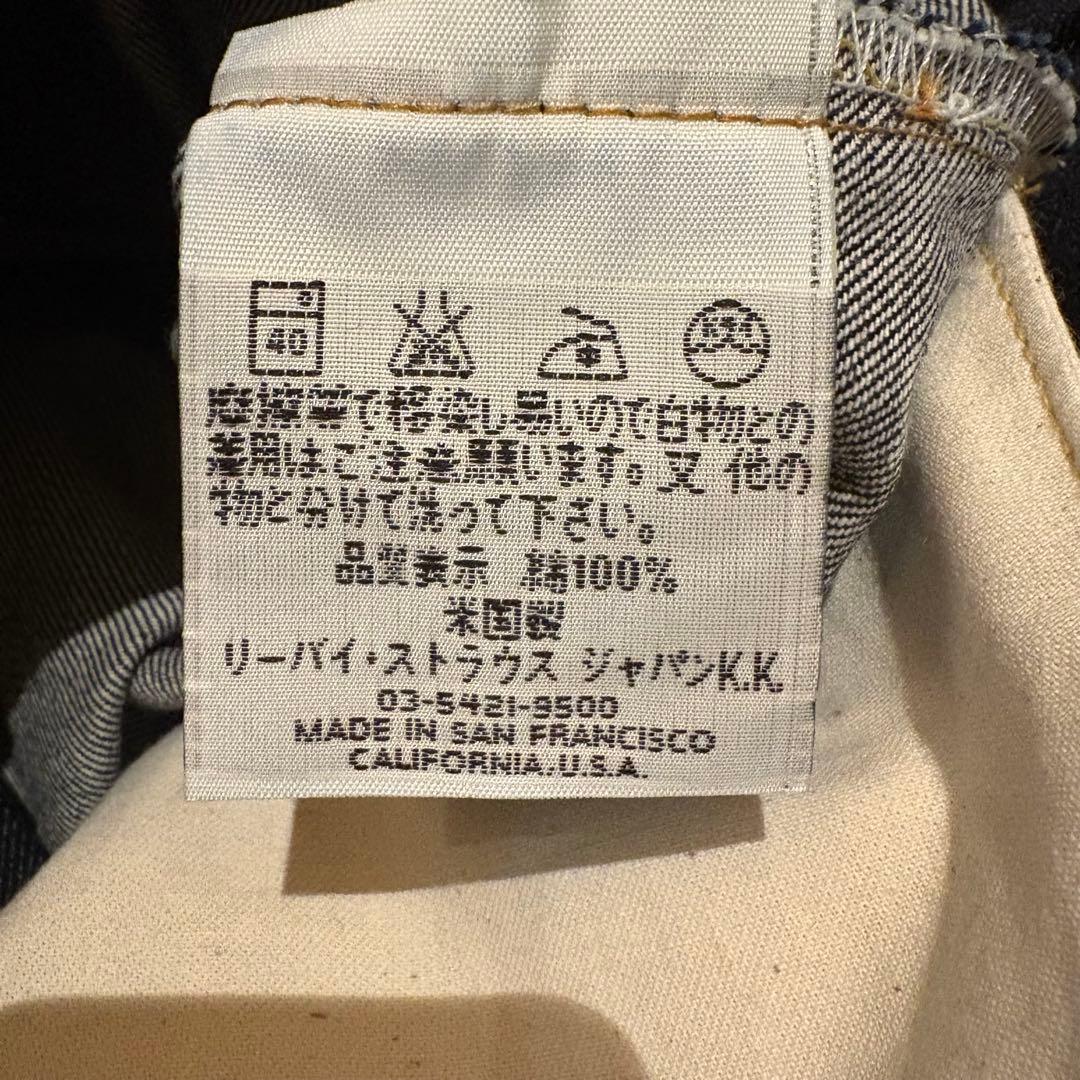 40
摩擦等で移染し易いので白物との
着用はご注意願います。又 他の
物と分けて洗って下さい。
品質表示 綿100%
米国製
リーバイ・ストラウス ジャパンK.K.
03-5421-9500
MADE IN SAN FRANCISCO
CALIFORNIA.U.S.A.